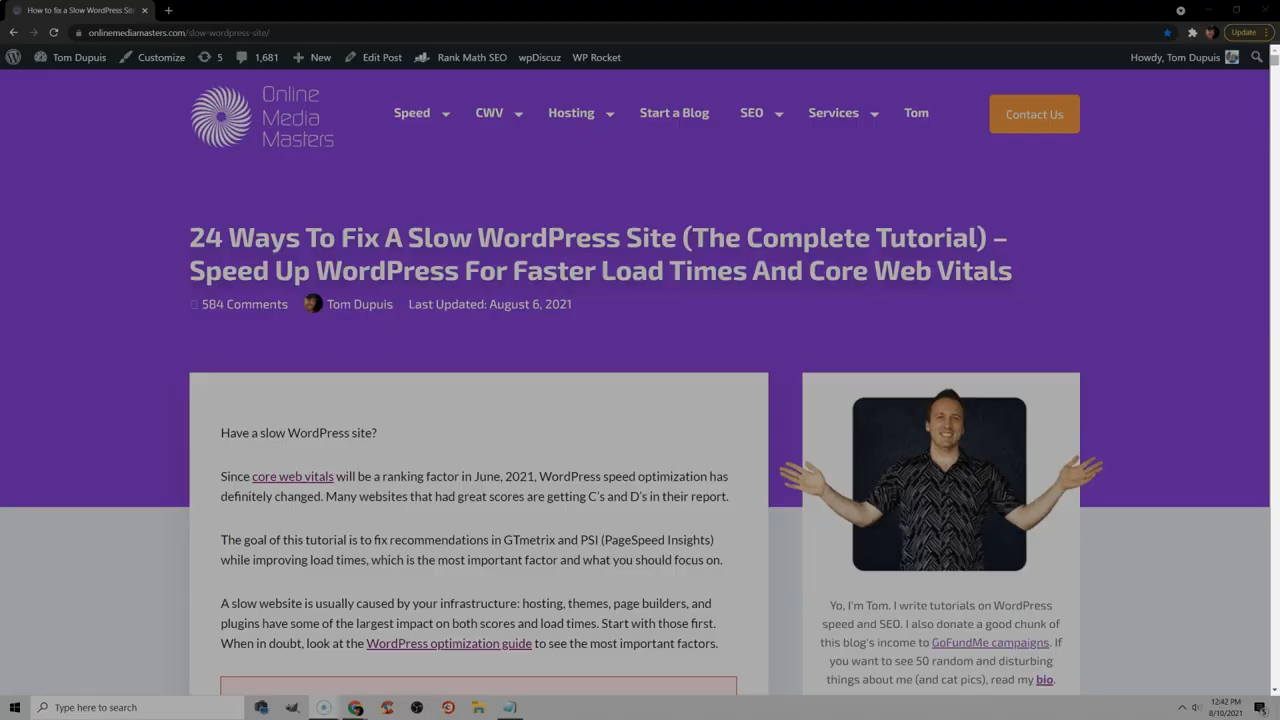 How to fix a Slow WordPress Site
onlinemediamasters.com/slow-wordpress-site/
Update
Tom Dupuis
Customize
5
1,681
New
Edit Post
Rank Math SEO
wpDiscuz
WP Rocket
Howdy, Tom Dupuis
Online
Media
Masters
Speed
CWV
Hosting
Start a Blog
SEO
Services
Tom
Contact Us
24 Ways To Fix A Slow WordPress Site (The Complete Tutorial) –
Speed Up WordPress For Faster Load Times And Core Web Vitals
584 Comments
Tom Dupuis
Last Updated: August 6, 2021
Have a slow WordPress site?
Since core web vitals will be a ranking factor in June, 2021, WordPress speed optimization has
definitely changed. Many websites that had great scores are getting C's and D's in their report.
The goal of this tutorial is to fix recommendations in GTmetrix and PSI (PageSpeed Insights)
while improving load times, which is the most important factor and what you should focus on.
A slow website is usually caused by your infrastructure: hosting, themes, page builders, and
plugins have some of the largest impact on both scores and load times. Start with those first.
When in doubt, look at the WordPress optimization guide to see the most important factors.
Yo, I'm Tom. I write tutorials on WordPress
speed and SEO. I also donate a good chunk of
this blog's income to GoFundMe campaigns. If
you want to see 50 random and disturbing
things about me (and cat pics), read my bio.
Type here to search
12:42 PM
8/10/2021